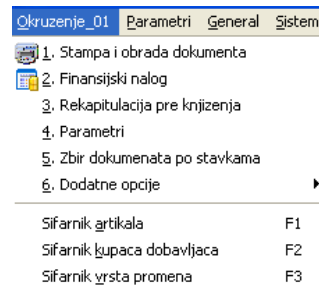 Okruzenje_01 Parametri General Sistem
1. Stampa i obrada dokumenta
2. Finansijski nalog
3. Rekapitulacija pre knjizenja
4. Parametri
5. Zbir dokumenata po stavkama
6. Dodatne opcije
Sifarnik artikala F1
Sifarnik kupaca dobavljaca F2
Sifarnik vrsta promena F3